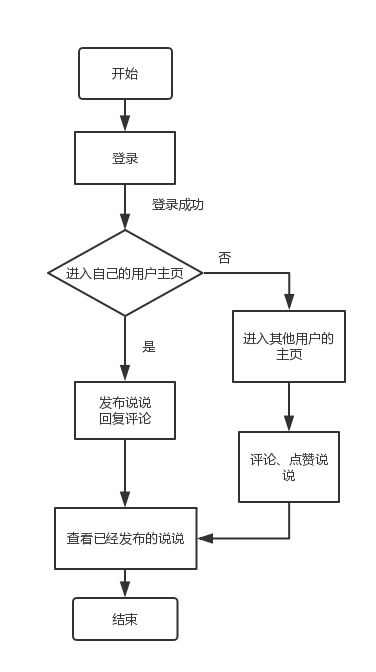 开始
登录
登录成功
进入自己的用户主页
否
进入其他用户的
主页
是
发布说说
回复评论
评论、点赞说
说
查看已经发布的说说
结束